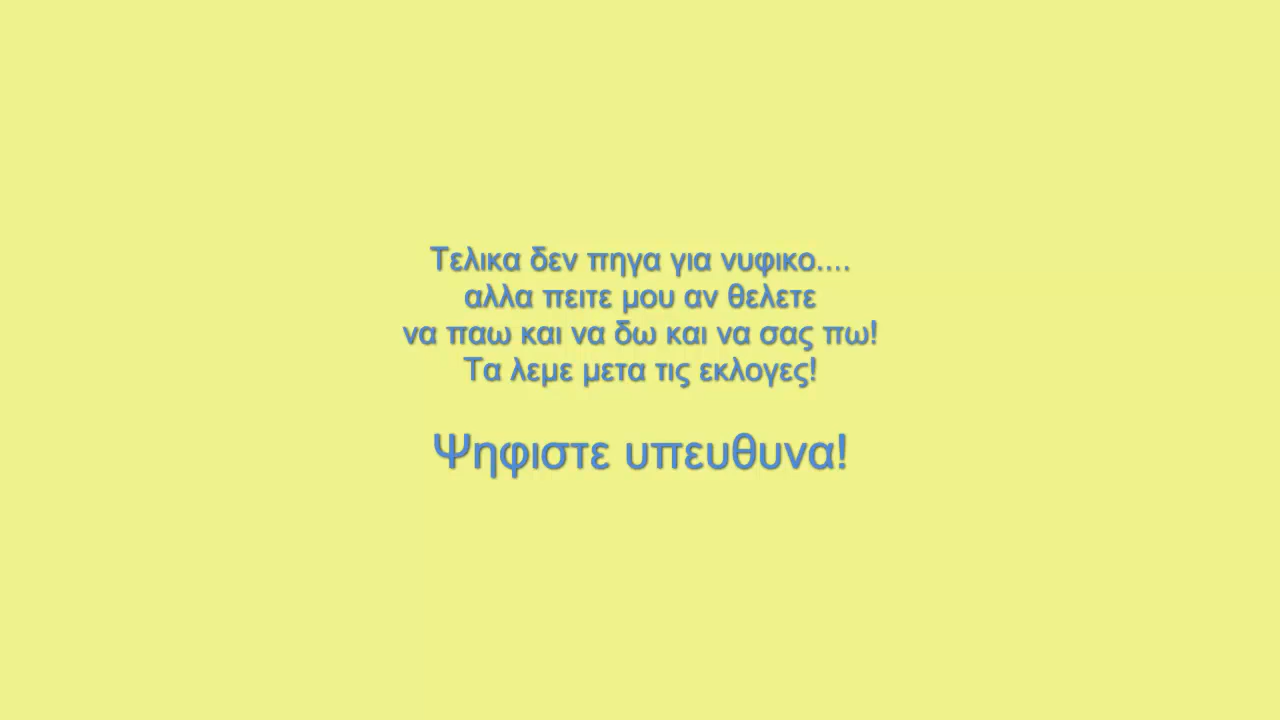 Τελικα δεν πηγα για νυφικο....
αλλα πειτε μου αν θελετε
να παω και να δω και να σας πω!
Τα λεμε μετα τις εκλογες!
Ψηφιστε υπευθυνα!